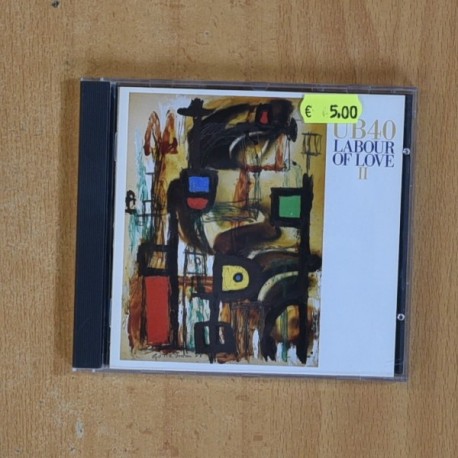 € 5,00
UB40
LABOUR
OF LOVE
II